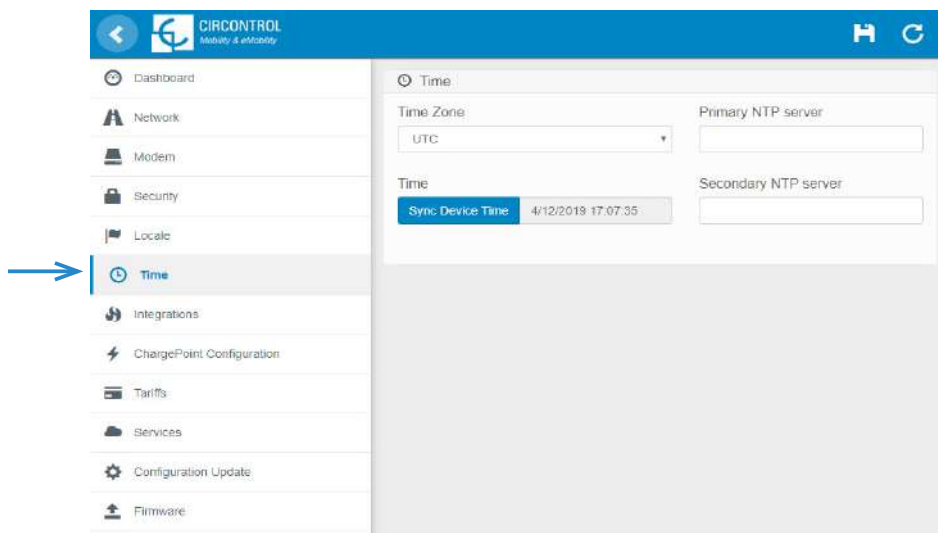 CIRCONTROL
Mobility & eMobility
Dashboard
Network
Modem
Security
Locale
Time
Integrations
ChargePoint Configuration
Tariffs
Services
Configuration Update
Firmware
Time
Time Zone
UTC
Primary NTP server
Time
Sync Device Time 4/12/2019 17:07:35
Secondary NTP server